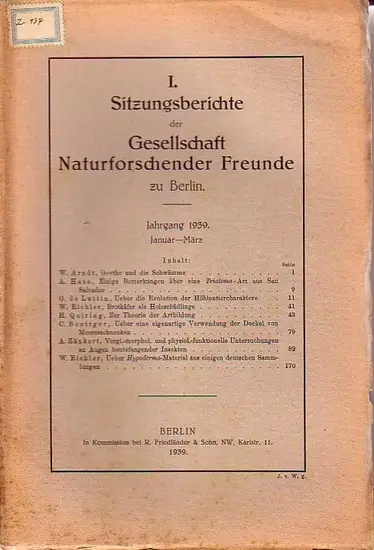 Z. 137
I.
Sitzungsberichte
der
Gesellschaft
Naturforschender Freunde
zu Berlin.
Jahrgang 1939.
Januar—März
Inhalt:
Seite
W. Arndt, Goethe und die Schwämme 1
A. Haas, Einige Bemerkungen über eine Triatoma-Art aus San
Salvador 9
G. de Lattin, Ueber die Evolution der Höhlentiercharaktere 11
W. Eichler, Brotkäfer als Holzschädlinge 41
H. Quiring, Zur Theorie der Artbildung 43
C. Boettger, Ueber eine eigenartige Verwendung der Deckel von
Meeresschnecken 79
A. Zänkert, Vergl.-morphol. und physiol.-funktionelle Untersuchungen
an Augen beutefangender Insekten 82
W. Eichler, Ueber Hypoderma-Material aus einigen deutschen Samm-
lungen 170
BERLIN
In Kommission bei R. Friedländer & Sohn, NW, Karlstr. 11.
1939.
J. v. W. g.